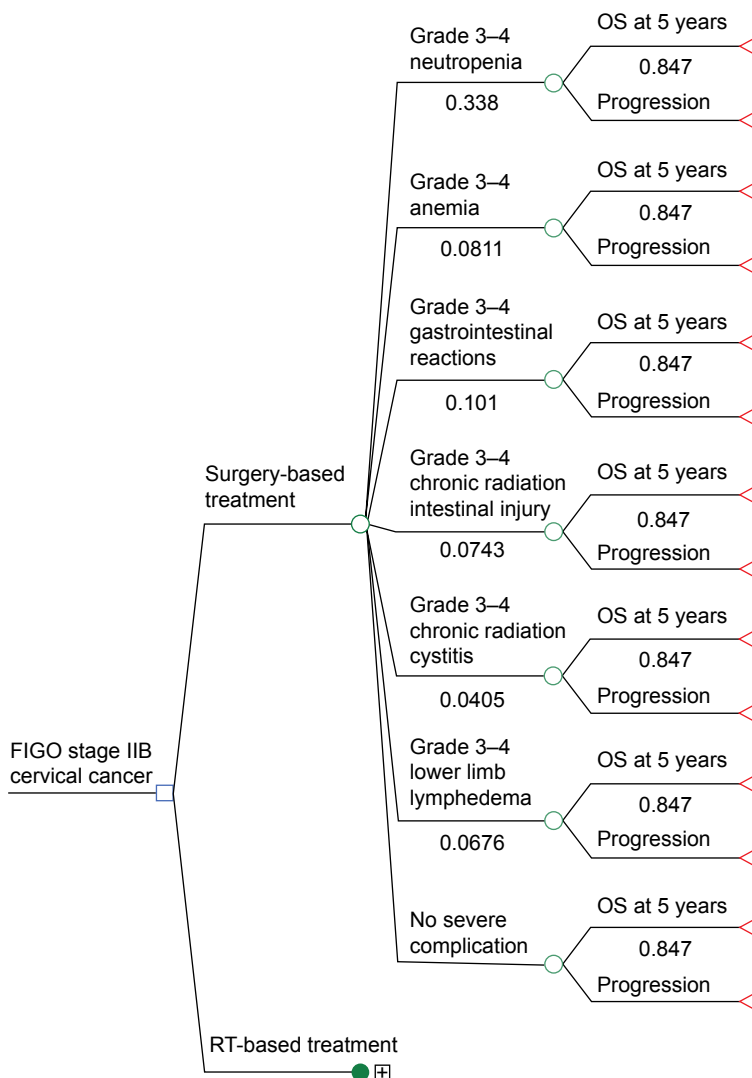 Grade 3–4
neutropenia
0.338
OS at 5 years
0.847
Progression
Grade 3–4
anemia
0.0811
OS at 5 years
0.847
Progression
Grade 3–4
gastrointestinal
reactions
0.101
OS at 5 years
0.847
Progression
Surgery-based
treatment
Grade 3–4
chronic radiation
intestinal injury
0.0743
OS at 5 years
0.847
Progression
Grade 3–4
chronic radiation
cystitis
0.0405
OS at 5 years
0.847
Progression
FIGO stage IIB
cervical cancer
Grade 3–4
lower limb
lymphedema
0.0676
OS at 5 years
0.847
Progression
No severe
complication
OS at 5 years
0.847
Progression
RT-based treatment